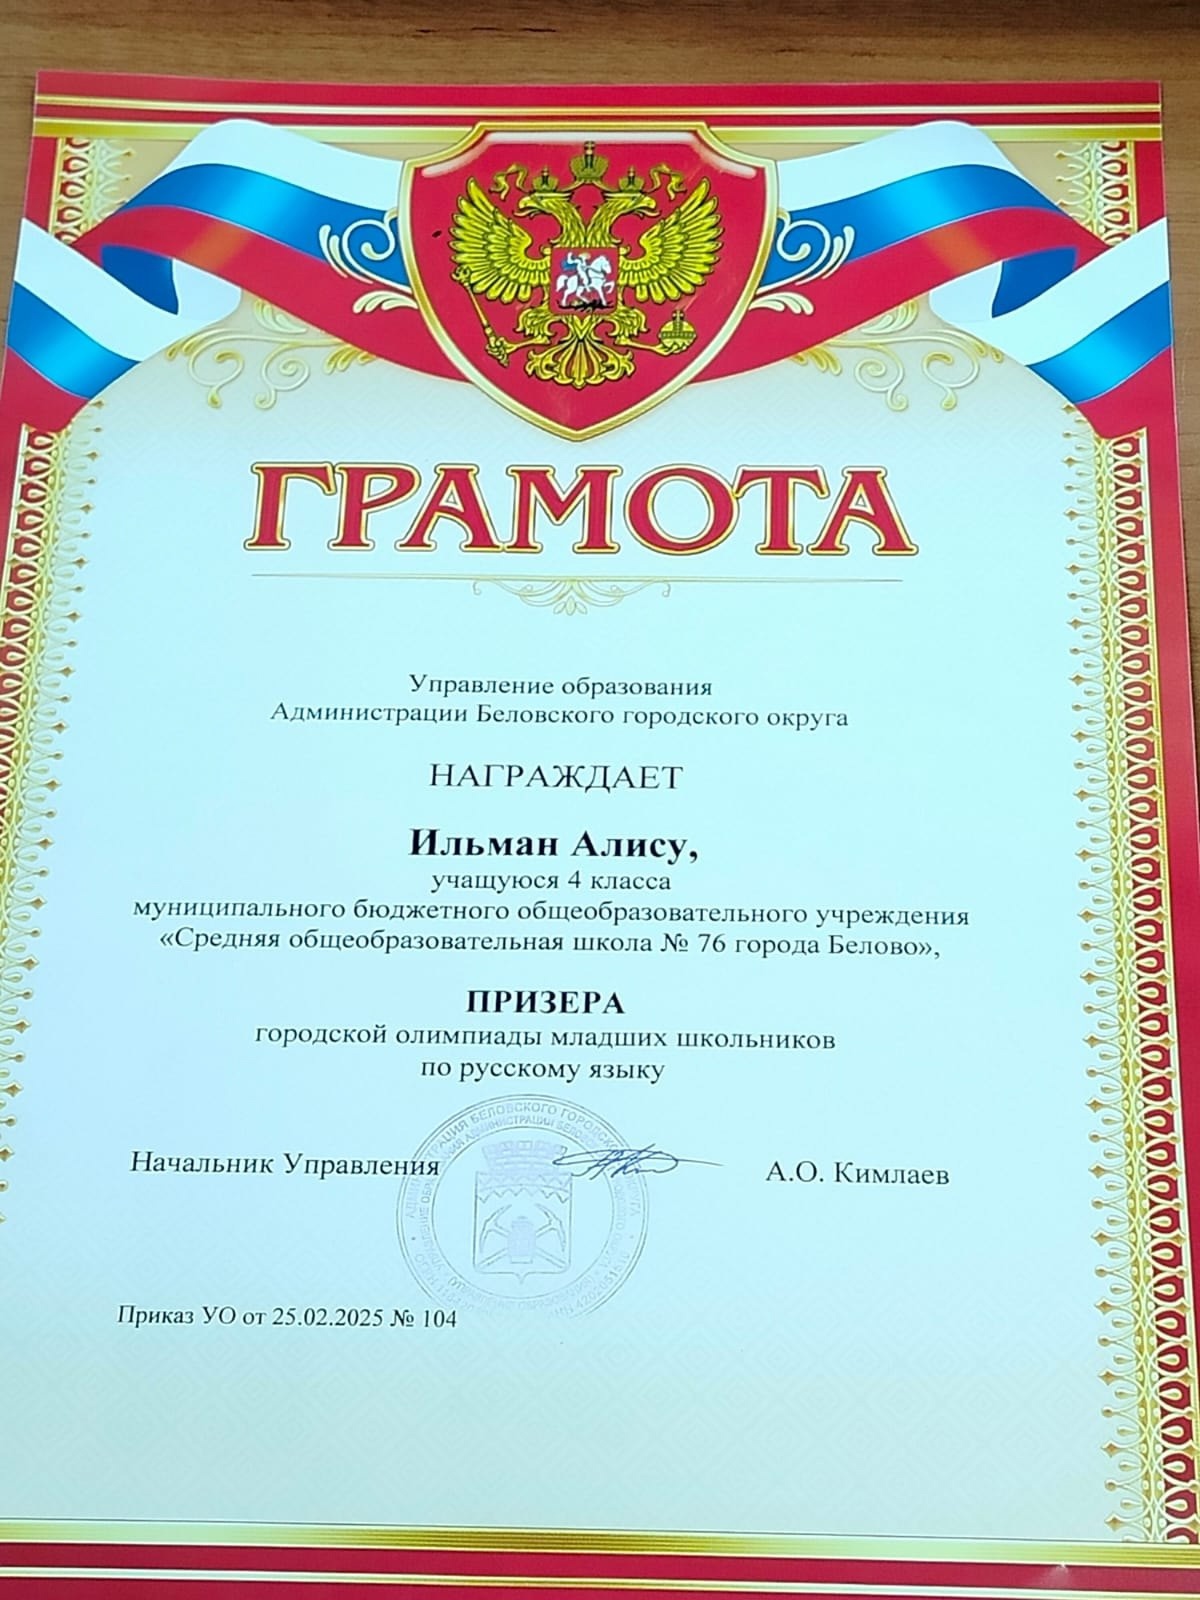 ГРАМОТА
Управление образования
Администрации Беловского городского округа
НАГРАЖДАЕТ
Ильман Алису,
учащуюся 4 класса
муниципального бюджетного общеобразовательного учреждения
«Средняя общеобразовательная школа № 76 города Белово»,
ПРИЗЕРА
городской олимпиады младших школьников
по русскому языку
Начальник Управления А.О. Кимлаев
Приказ УО от 25.02.2025 № 104